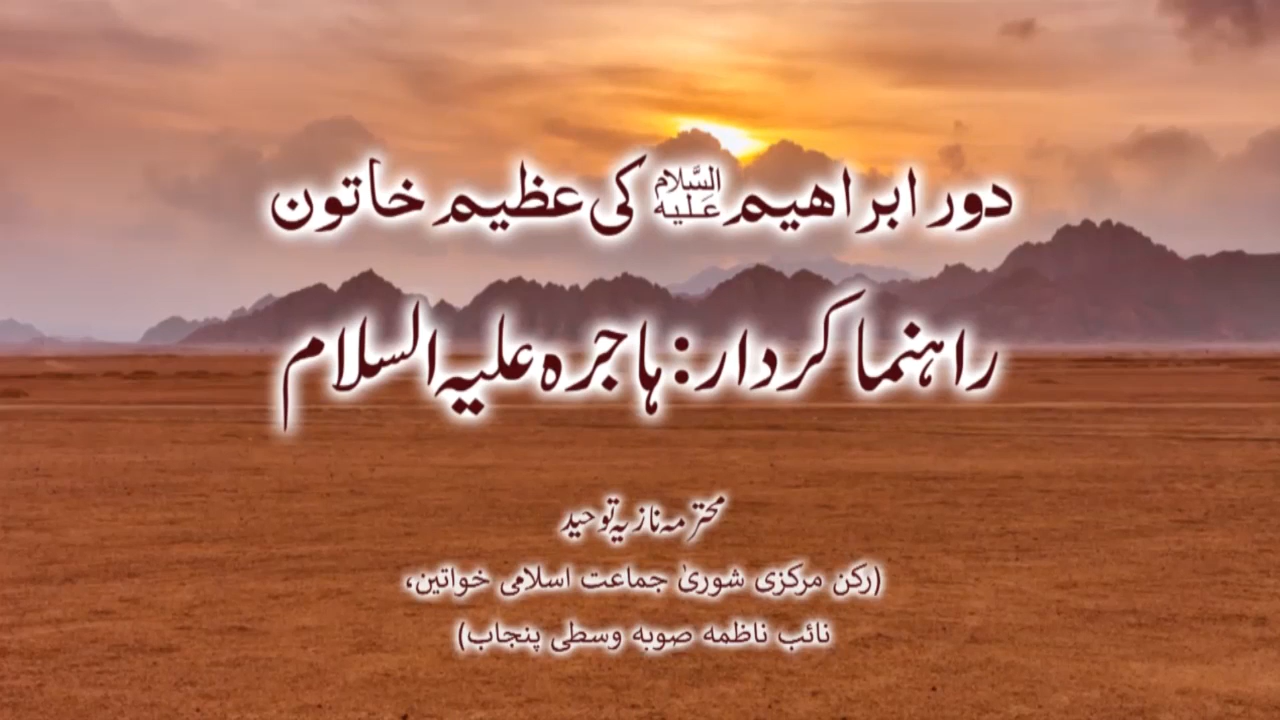 دور ابراھیم علیہ السلام کی عظیم خاتون
راہنما کردار: ہاجرہ علیہ السلام
محترمہ نازیہ توحید
(رکن مرکزی شوریٰ جماعت اسلامی خواتین،
نائب ناظمہ صوبہ وسطی پنجاب)